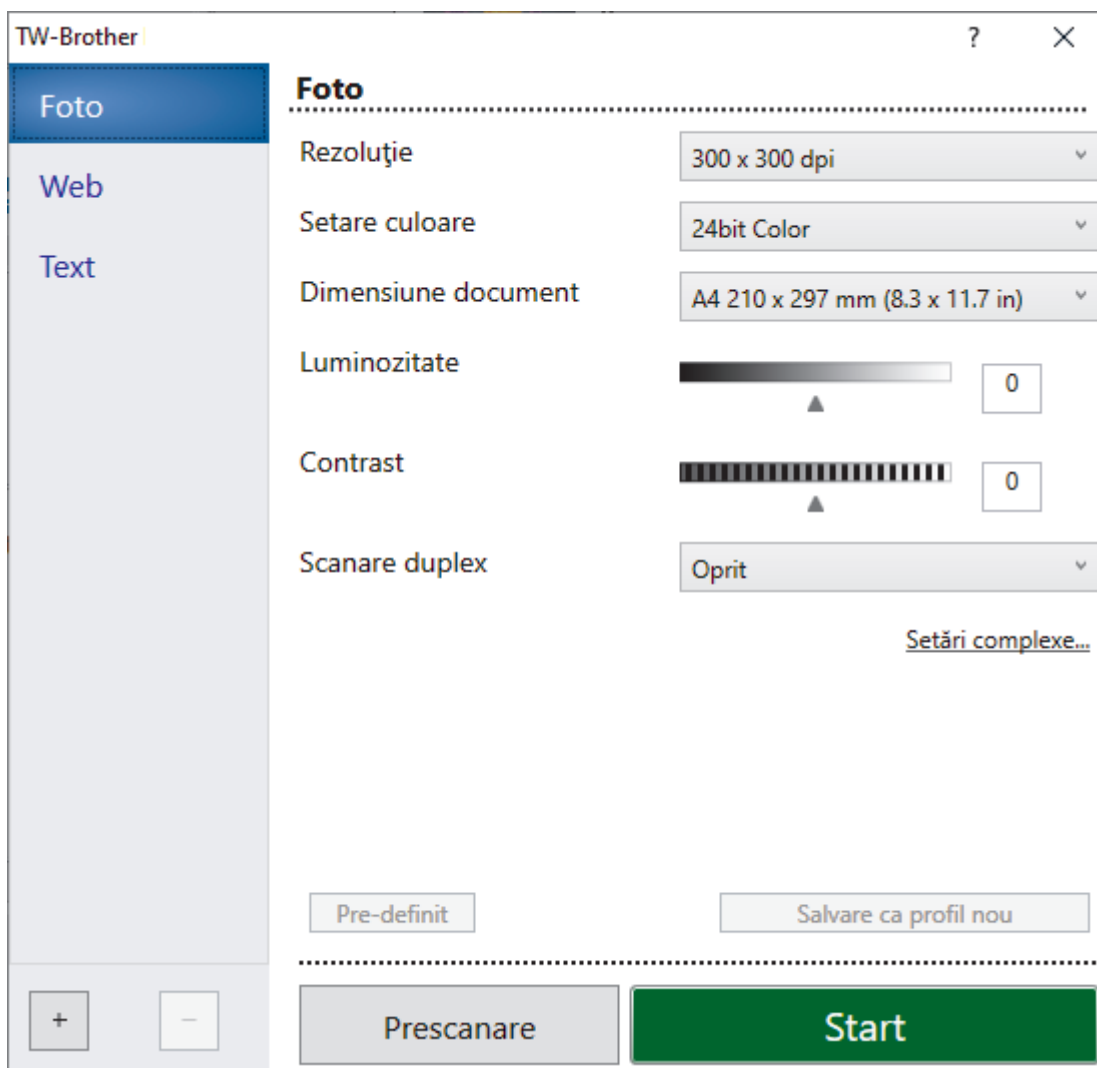 TW-Brother
?
Foto
Web
Text
Foto
Rezoluţie
300 x 300 dpi
Setare culoare
24bit Color
Dimensiune document
A4 210 x 297 mm (8.3 x 11.7 in)
Luminozitate
0
Contrast
0
Scanare duplex
Oprit
Setări complexe...
Pre-definit
Salvare ca profil nou
+
−
Prescanare
Start